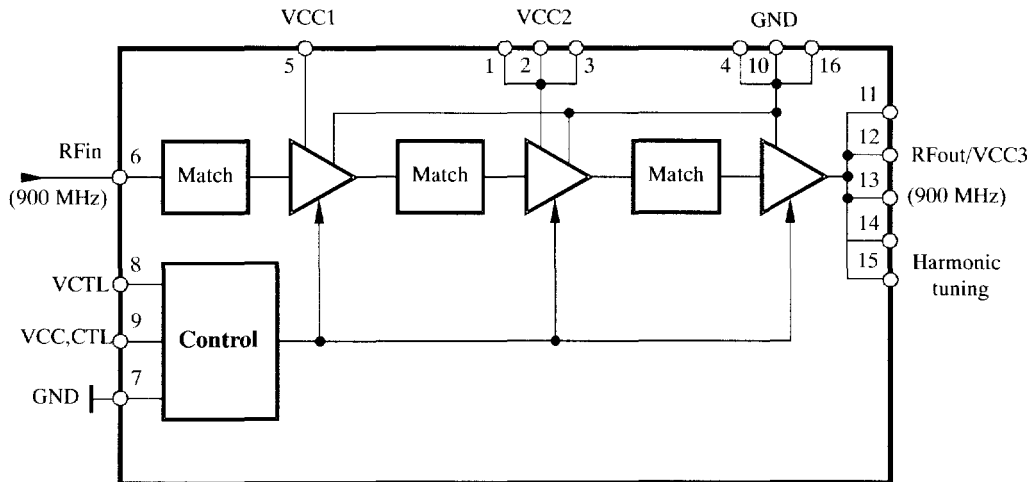 VCC1 VCC2 GND
5 1 2 3 4 10 16
11
RFin 6 12
Match Match Match RFout/VCC3
(900 MHz) 13 (900 MHz)
14
8 15 Harmonic
VCTL tuning
9
VCC,CTL Control
7
GND